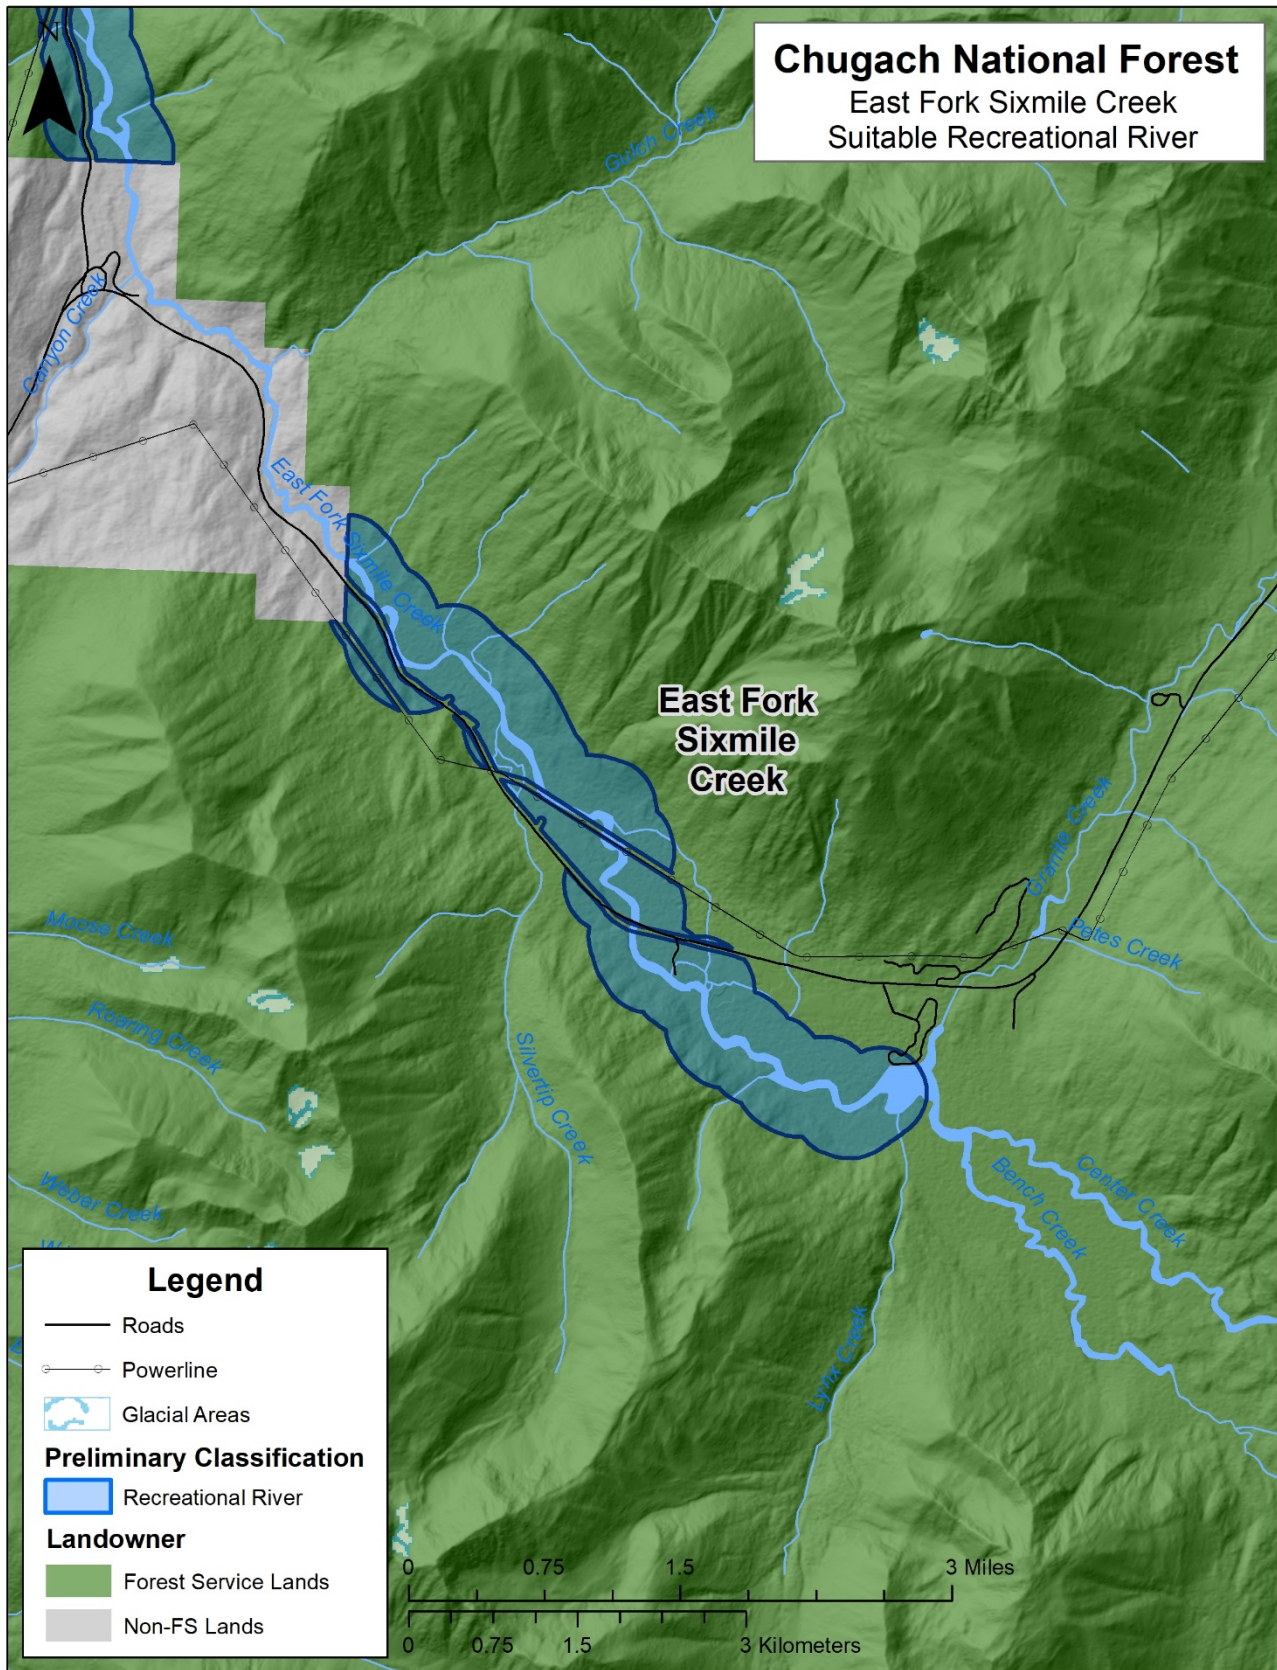 N
Chugach National Forest
East Fork Sixmile Creek
Suitable Recreational River
Gulch Creek
Canyon Creek
East Fork Sixmile Creek
East Fork
Sixmile
Creek
Granite Creek
Petes Creek
Moose Creek
Roaring Creek
Silvertip Creek
Center Creek
Bench Creek
Weber Creek
Lynx Creek
Legend
Roads
Powerline
Glacial Areas
Preliminary Classification
Recreational River
Landowner
Forest Service Lands
Non-FS Lands
0 0.75 1.5 3 Miles
0 0.75 1.5 3 Kilometers